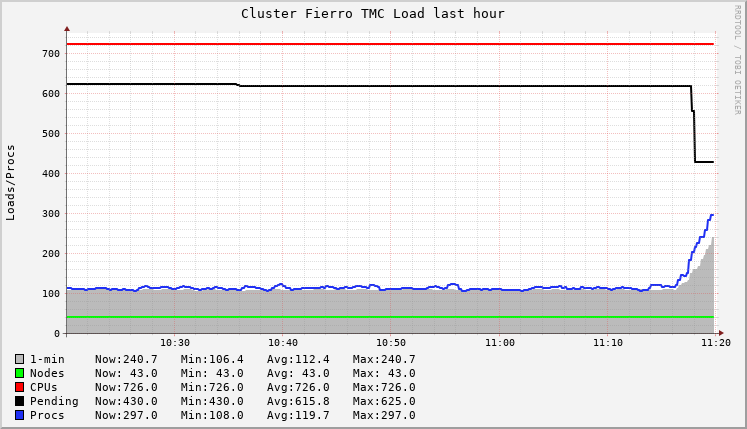 Cluster Fierro TMC Load last hour
RRDTOOL / TOBI OETIKER
Loads/Procs
700
600
500
400
300
200
100
0
10:30 10:40 10:50 11:00 11:10 11:20
1-min Now:240.7 Min:106.4 Avg:112.4 Max:240.7
Nodes Now: 43.0 Min: 43.0 Avg: 43.0 Max: 43.0
CPUs Now:726.0 Min:726.0 Avg:726.0 Max:726.0
Pending Now:430.0 Min:430.0 Avg:615.8 Max:625.0
Procs Now:297.0 Min:108.0 Avg:119.7 Max:297.0